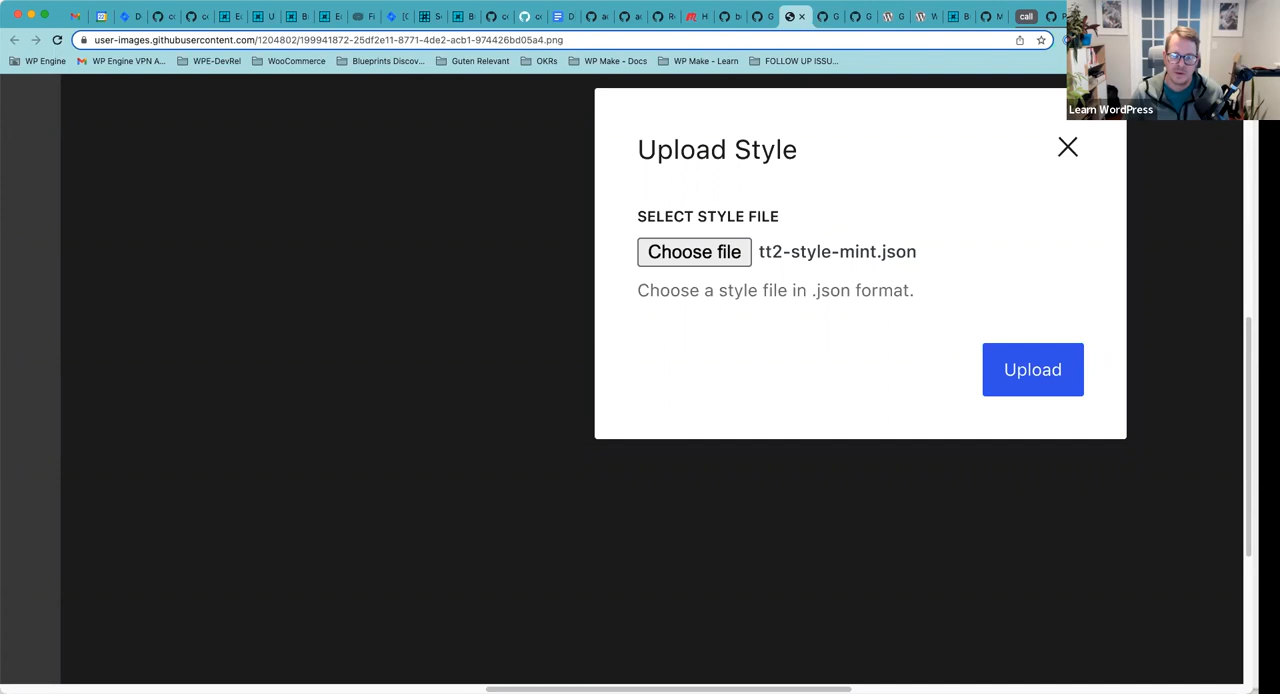 call
user-images.githubusercontent.com/1204802/199941872-25df2e11-8771-4de2-acb1-974426bd05a4.png
WP Engine
WP Engine VPN A...
WPE-DevRel
WooCommerce
Blueprints Discov...
Guten Relevant
OKRs
WP Make - Docs
WP Make - Learn
FOLLOW UP ISSU...
Learn WordPress
Upload Style
SELECT STYLE FILE
Choose file tt2-style-mint.json
Choose a style file in .json format.
Upload